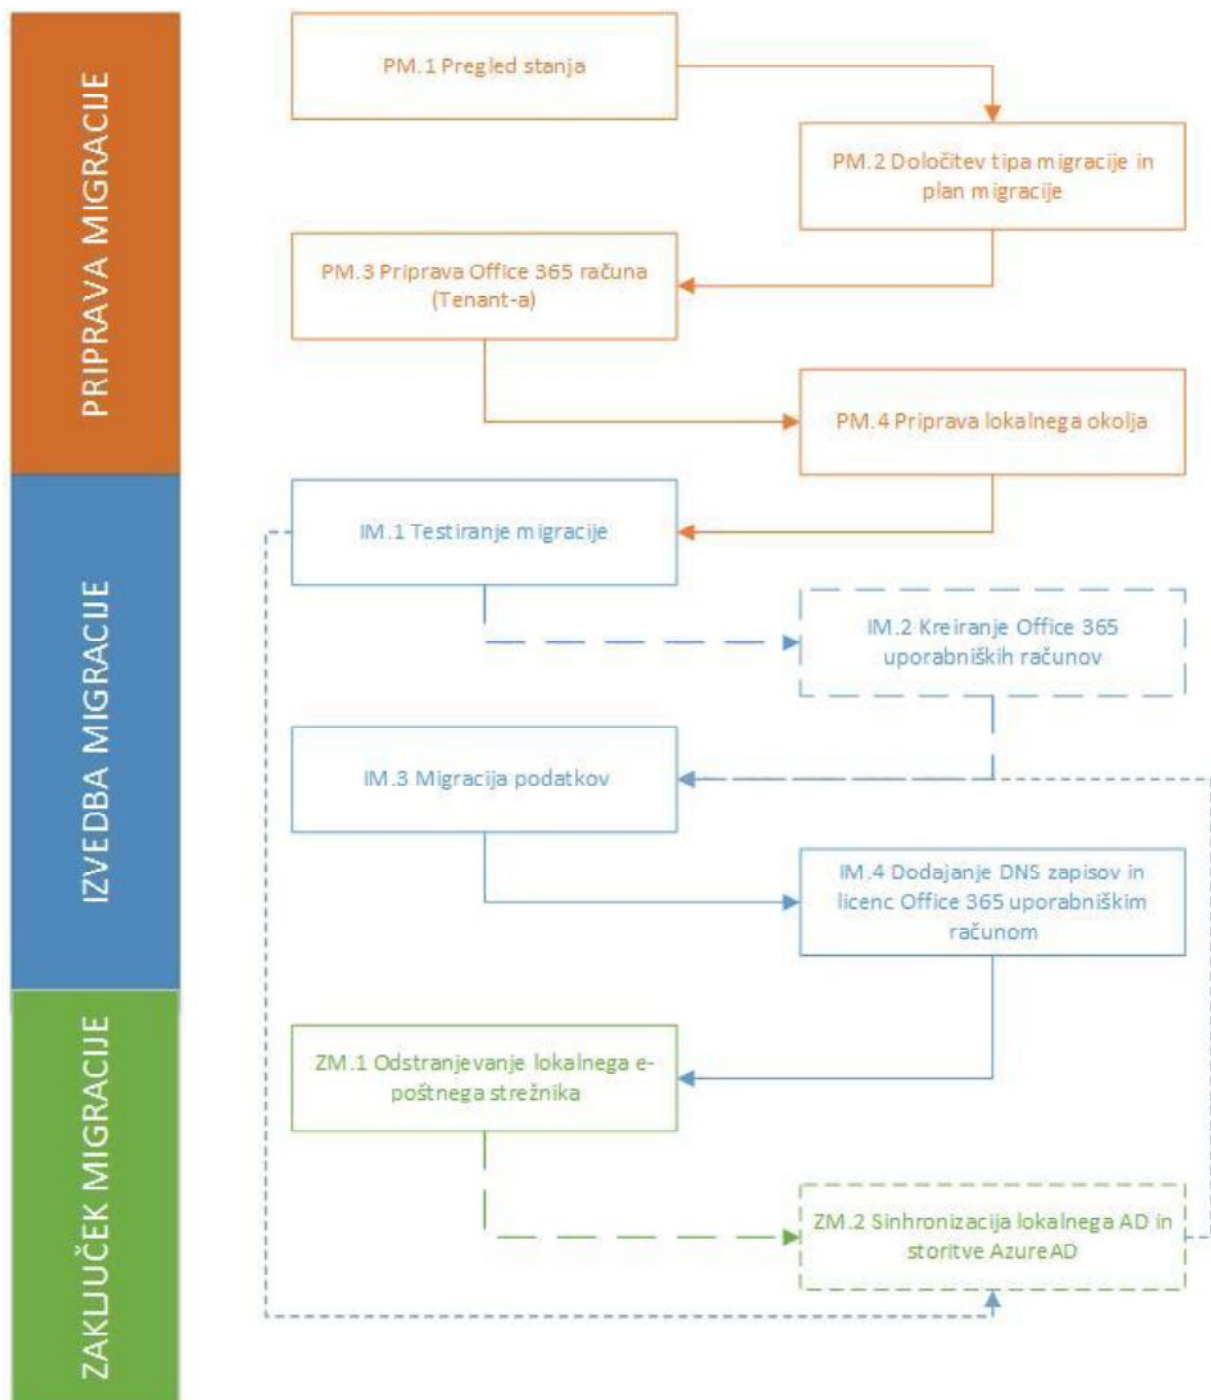 PRIPRAVA MIGRACIJE
PM.1 Pregled stanja
PM.2 Določitev tipa migracije in
plan migracije
PM.3 Priprava Office 365 računa
(Tenant-a)
PM.4 Priprava lokalnega okolja
IZVEDBA MIGRACIJE
IM.1 Testiranje migracije
IM.2 Kreiranje Office 365
uporabniških računov
IM.3 Migracija podatkov
IM.4 Dodajanje DNS zapisov in
licenc Office 365 uporabniškim
računom
ZAKLJUČEK MIGRACIJE
ZM.1 Odstranjevanje lokalnega e-
poštnega strežnika
ZM.2 Sinhronizacija lokalnega AD in
storitve AzureAD